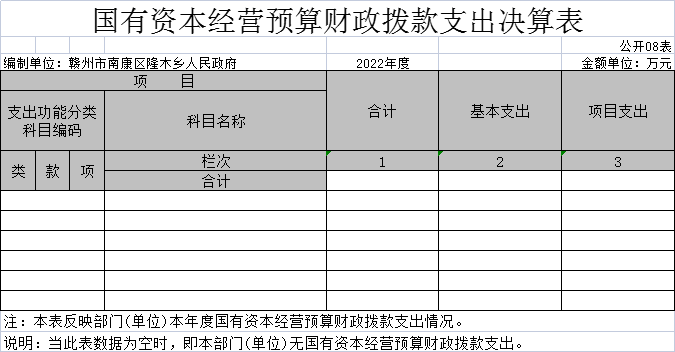 国有资本经营预算财政拨款支出决算表
公开08表
编制单位：赣州市南康区隆木乡人民政府 2022年度 金额单位：万元
项 目 合计 基本支出 项目支出
支出功能分类科目编码 科目名称
类 款 项 栏次 1 2 3
合计
注：本表反映部门(单位)本年度国有资本经营预算财政拨款支出情况。
说明：当此表数据为空时，即本部门(单位)无国有资本经营预算财政拨款支出。